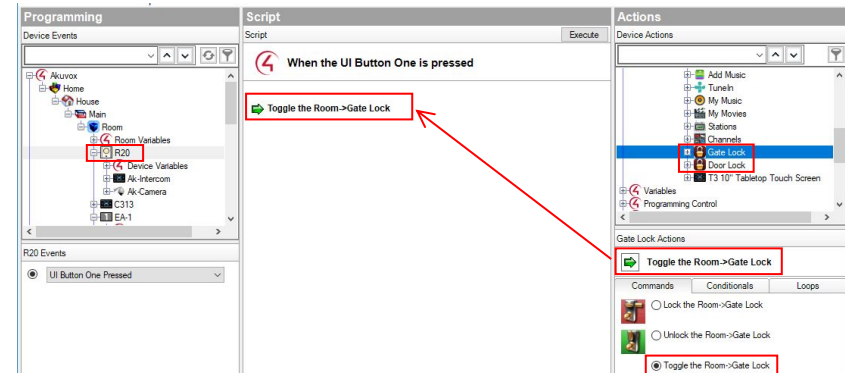 Programming
Device Events
Akuvox
Home
House
Main
Room
Room Variables
R20
Device Variables
Ak-Intercom
Ak-Camera
C313
EA-1
R20 Events
UI Button One Pressed
Script
Script
Execute
When the UI Button One is pressed
Toggle the Room->Gate Lock
Actions
Device Actions
Add Music
TuneIn
My Music
My Movies
Stations
Channels
Gate Lock
Door Lock
T3 10" Tabletop Touch Screen
Variables
Programming Control
Gate Lock Actions
Toggle the Room->Gate Lock
Commands
Conditionals
Loops
Lock the Room->Gate Lock
Unlock the Room->Gate Lock
Toggle the Room->Gate Lock